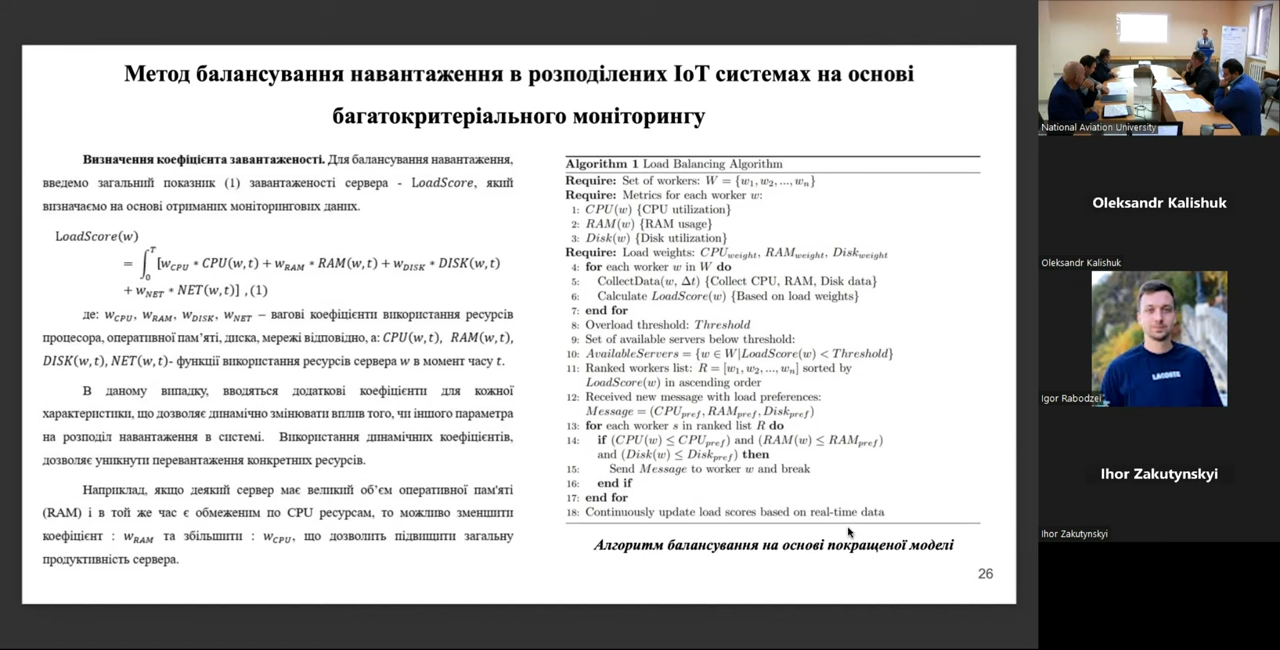 Метод балансування навантаження в розподілених IoT системах на основі
багатокритеріального моніторингу
Визначення коефіцієнта завантаженості. Для балансування навантаження,
введемо загальний показник (1) завантаженості сервера - LoadScore, який
визначаємо на основі отриманих моніторингових даних.
LoadScore(w)
= ∫₀ᵀ [w_CPU * CPU(w,t) + w_RAM * RAM(w,t) + w_DISK * DISK(w,t)
+ w_NET * NET(w,t)] ,(1)
де: w_CPU, w_RAM, w_DISK, w_NET – вагові коефіцієнти використання ресурсів
процесора, оперативної пам’яті, диска, мережі відповідно, а: CPU(w,t), RAM(w,t),
DISK(w,t), NET(w,t)- функції використання ресурсів сервера w в момент часу t.
В даному випадку, вводяться додаткові коефіцієнти для кожної
характеристики, що дозволяє динамічно змінювати вплив того, чи іншого параметра
на розподіл навантаження в системі. Використання динамічних коефіцієнтів,
дозволяє уникнути перевантаження конкретних ресурсів.
Наприклад, якщо деякий сервер має великий об’єм оперативної пам'яті
(RAM) і в той же час є обмеженим по CPU ресурсам, то можливо зменшити
коефіцієнт : w_RAM та збільшити : w_CPU, що дозволить підвищити загальну
продуктивність сервера.
Algorithm 1 Load Balancing Algorithm
Require: Set of workers: W = {w₁, w₂, ..., wₙ}
Require: Metrics for each worker w:
1: CPU(w) {CPU utilization}
2: RAM(w) {RAM usage}
3: Disk(w) {Disk utilization}
Require: Load weights: CPU_weight, RAM_weight, Disk_weight
4: for each worker w in W do
5: CollectData(w, Δt) {Collect CPU, RAM, Disk data}
6: Calculate LoadScore(w) {Based on load weights}
7: end for
8: Overload threshold: Threshold
9: Set of available servers below threshold:
10: AvailableServers = {w ∈ W|LoadScore(w) < Threshold}
11: Ranked workers list: R = [w₁, w₂, ..., wₙ] sorted by
LoadScore(w) in ascending order
12: Received new message with load preferences:
Message = (CPU_pref, RAM_pref, Disk_pref)
13: for each worker s in ranked list R do
14: if (CPU(w) ≤ CPU_pref) and (RAM(w) ≤ RAM_pref)
and (Disk(w) ≤ Disk_pref) then
15: Send Message to worker w and break
16: end if
17: end for
18: Continuously update load scores based on real-time data
Алгоритм балансування на основі покращеної моделі
26
National Aviation University
Oleksandr Kalishuk
Oleksandr Kalishuk
LACOSTE
Igor Rabodzei
Ihor Zakutynskyi
Ihor Zakutynskyi